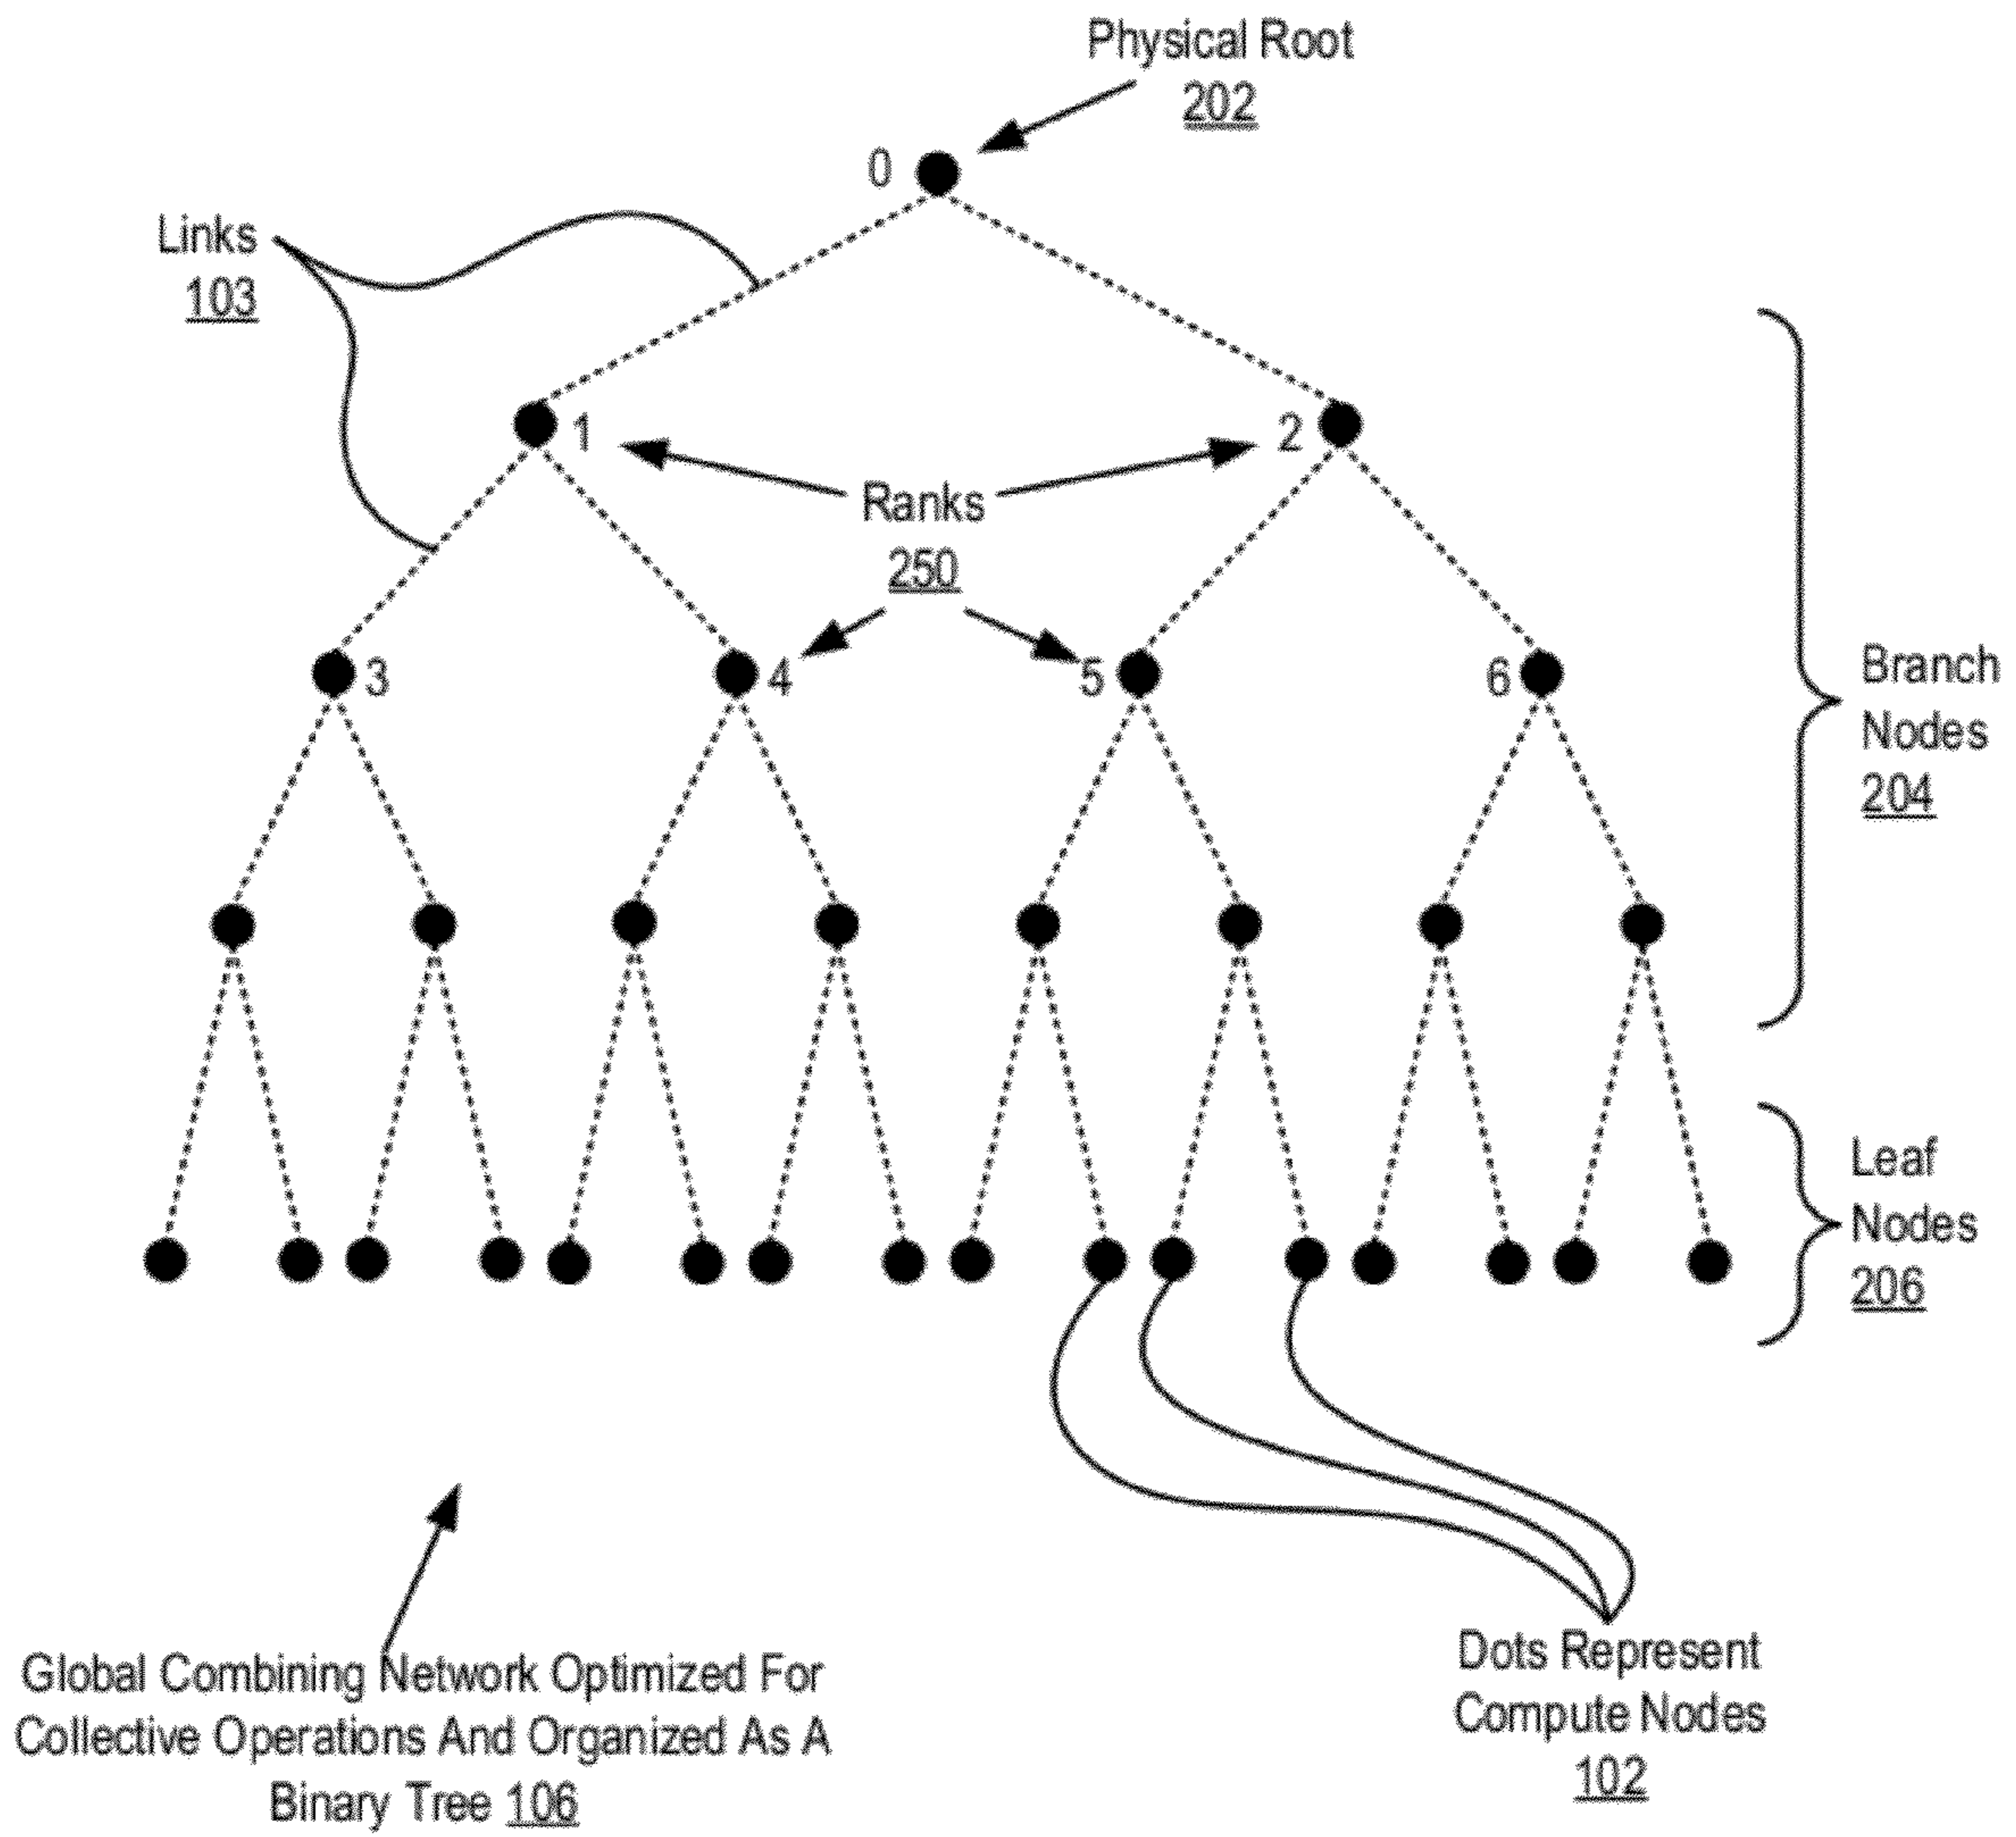 Physical Root
202
0
Links
103
1
2
Ranks
250
3
4
5
6
Branch
Nodes
204
Leaf
Nodes
206
Global Combining Network Optimized For
Collective Operations And Organized As A
Binary Tree 106
Dots Represent
Compute Nodes
102